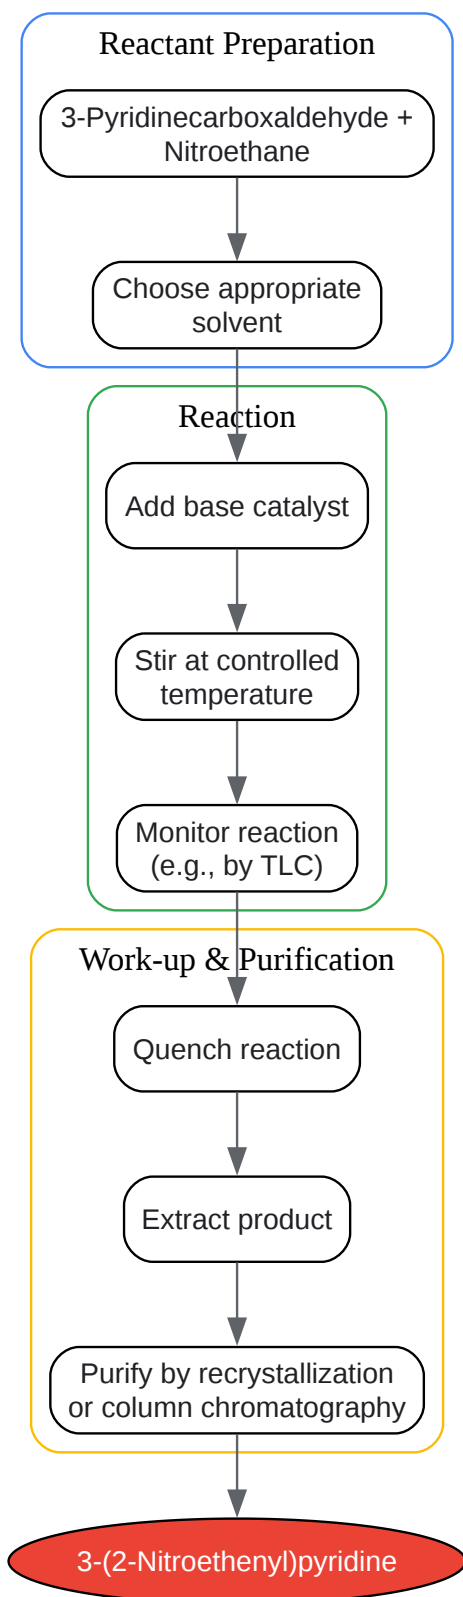 Reactant Preparation
3-Pyridinecarboxaldehyde +
Nitroethane
Choose appropriate
solvent
Reaction
Add base catalyst
Stir at controlled
temperature
Monitor reaction
(e.g., by TLC)
Work-up & Purification
Quench reaction
Extract product
Purify by recrystallization
or column chromatography
3-(2-Nitroethenyl)pyridine